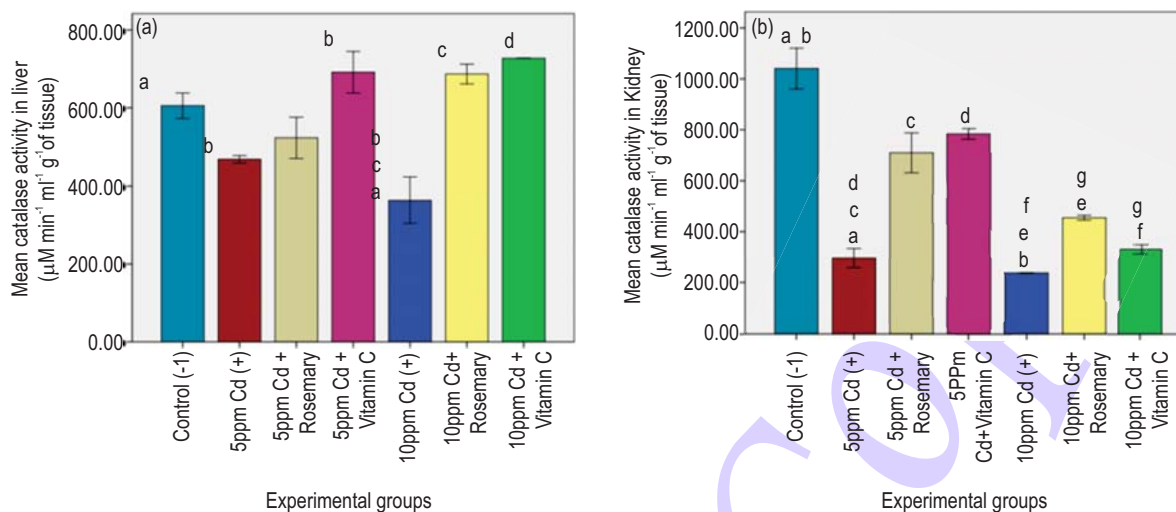 (a)
Mean catalase activity in liver
(µM min⁻¹ ml⁻¹ g⁻¹ of tissue)
800.00
600.00
400.00
200.00
0.00
a
b
b
b
c
a
c
d
Control (-1)
5ppm Cd (+)
5ppm Cd +
Rosemary
5ppm Cd +
Vitamin C
10ppm Cd (+)
10ppm Cd+
Rosemary
10ppm Cd +
Vitamin C
Experimental groups
(b)
Mean catalase activity in Kidney
(µM min⁻¹ ml⁻¹ g⁻¹ of tissue)
1200.00
1000.00
800.00
600.00
400.00
200.00
0.00
a b
d
c
a
c
d
f
e
b
g
e
g
f
Control (-1)
5ppm Cd (+)
5ppm Cd +
Rosemary
5PPm
Cd+Vitamin C
10ppm Cd (+)
10ppm Cd+
Rosemary
10ppm Cd +
Vitamin C
Experimental groups